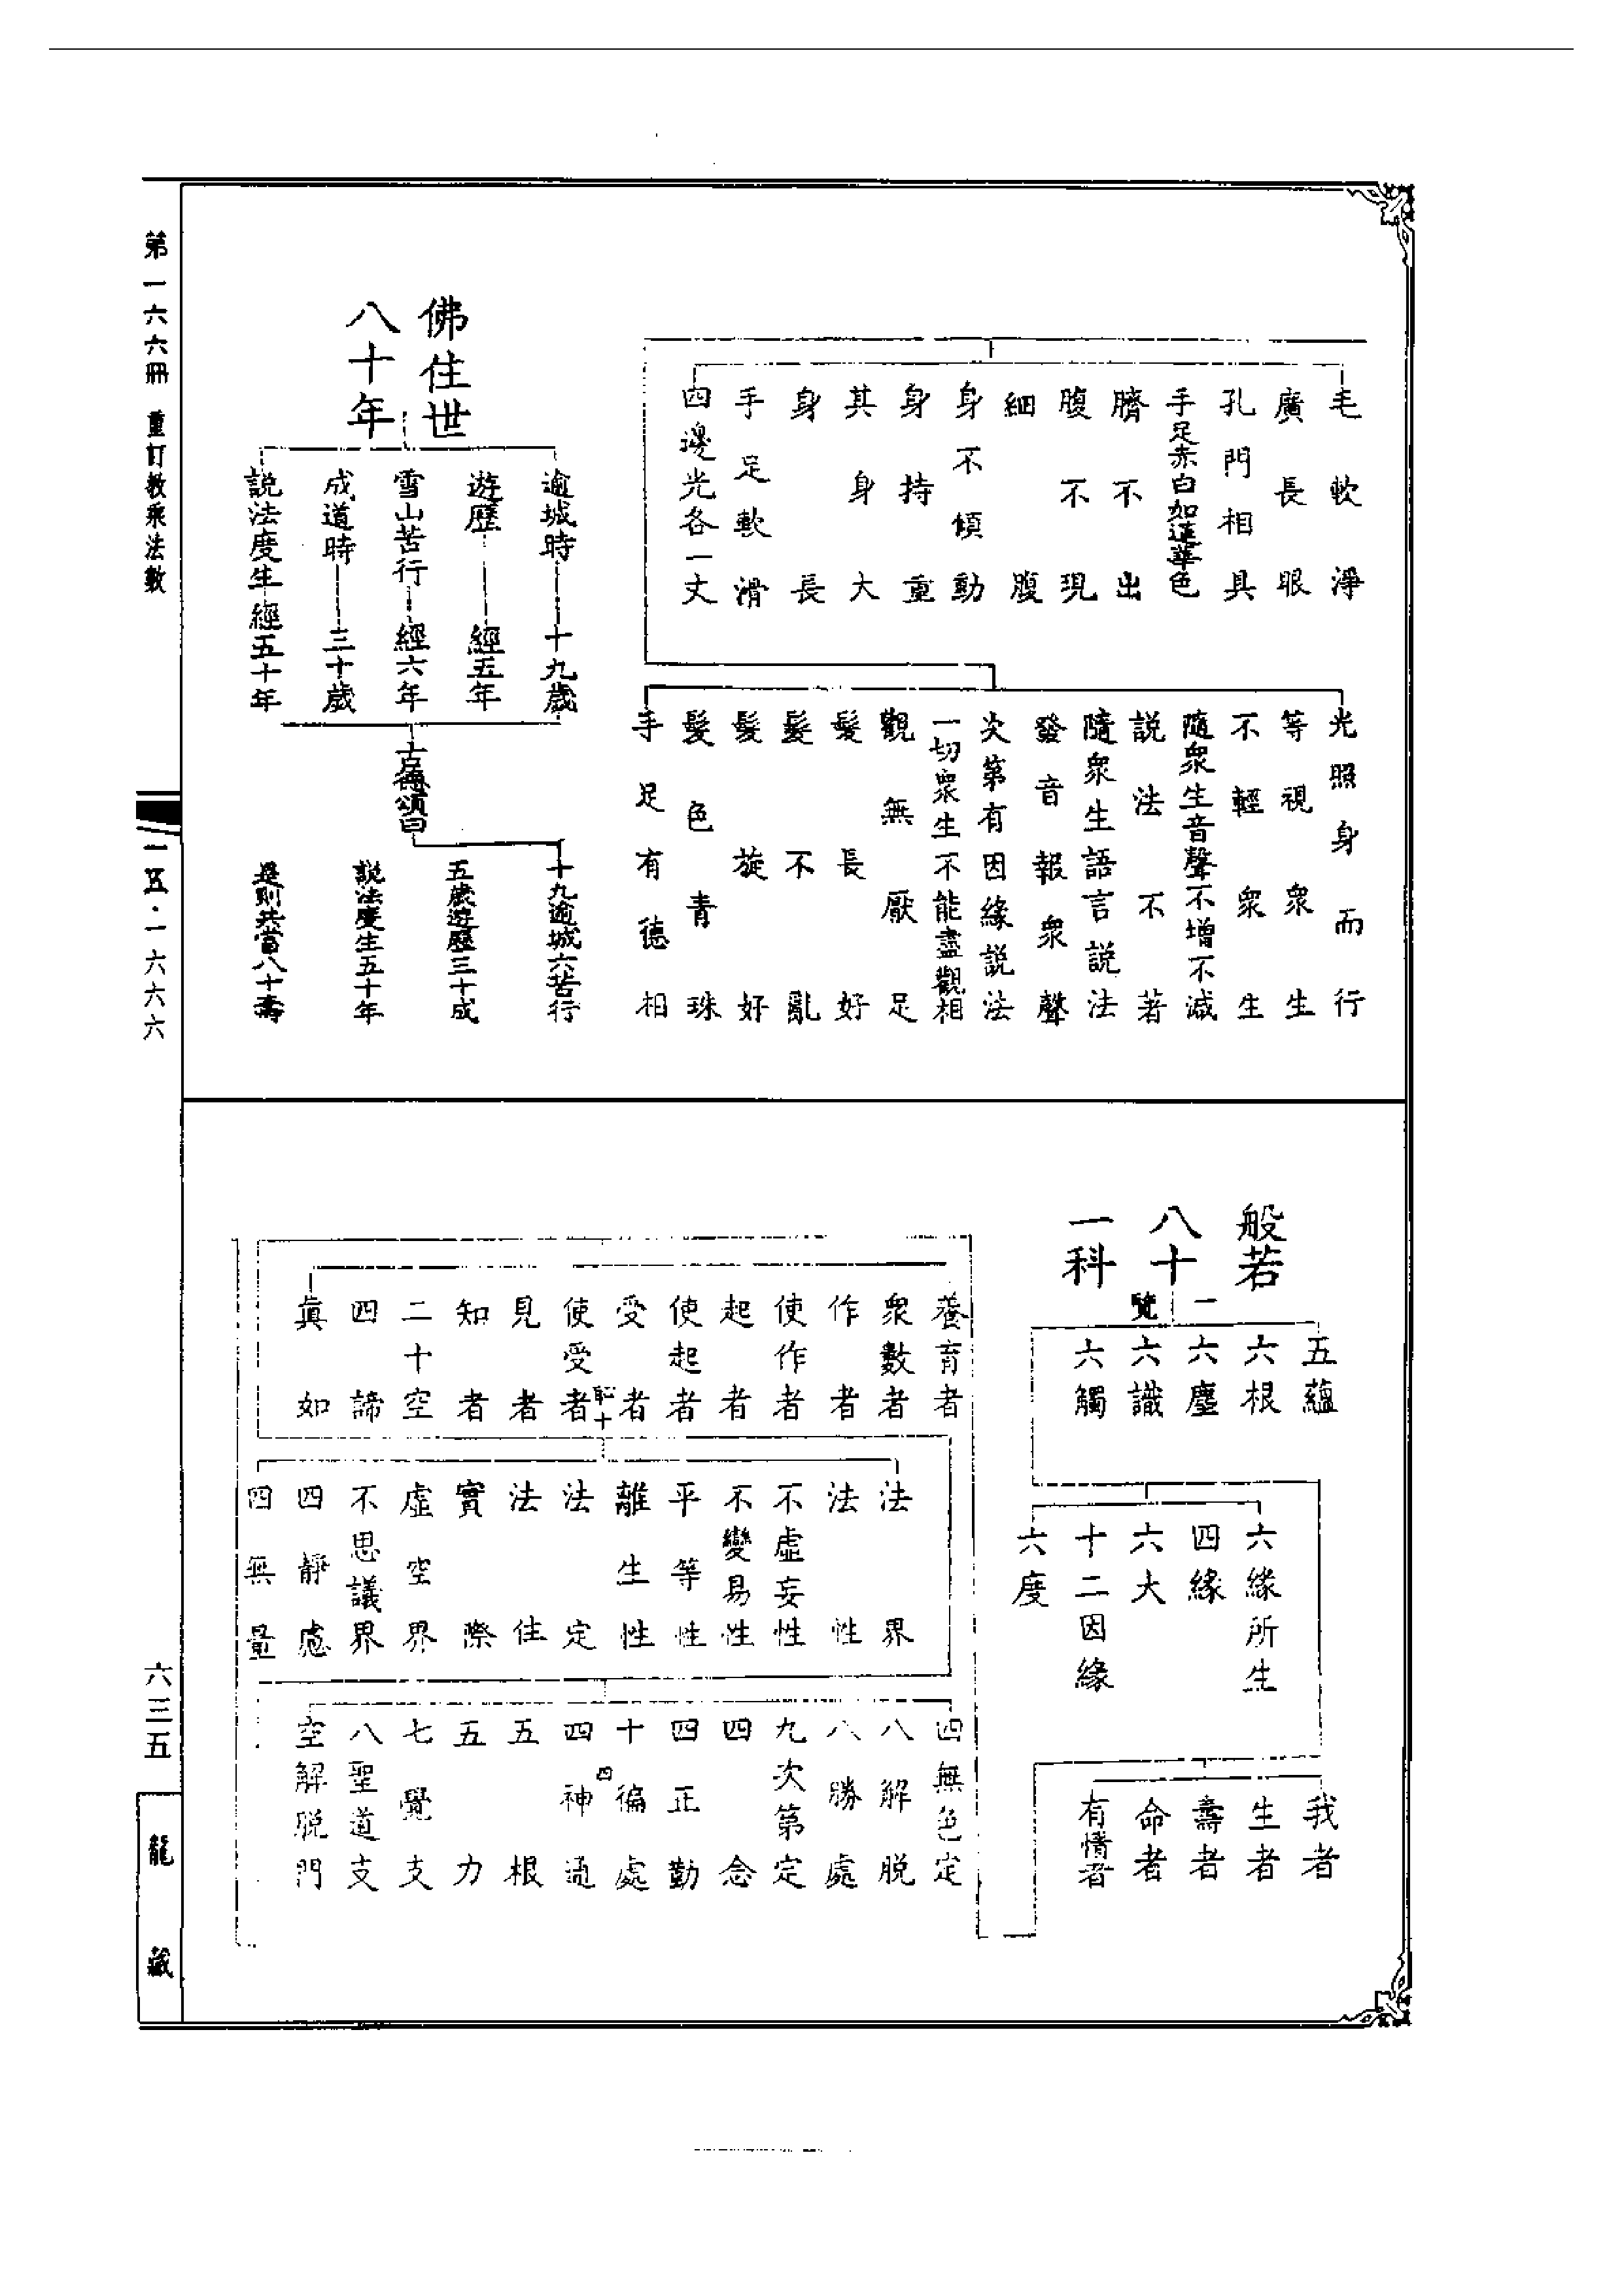 毛軟淨
廣長眼
孔門相具
手足赤白如蓮華色
臍不出
腹不現
細腹
身不傾動
身持重
其身大
身長
手足軟滑
四邊光各一丈
光照身而行
等視衆生
不輕衆生
隨衆生音聲不增不減
說法不著
隨衆生語言說法
發音報衆聲
次第有因緣說法
一切衆生不能盡觀相
觀無厭足
髮長好
髮不亂
髮旋好
髮色青珠
手足有德相
佛住世
八十年
逾城時 十九歲
遊歷 經五年
雪山苦行 經六年
成道時 三十歲
說法度生 經五十年
古德頌曰
十九逾城六苦行
五歲遊歷三十成
說法度生五十年
是則共當八十壽
般若
八十
一科
一覽
五蘊
六根
六塵
六識
六觸
六緣所生
四緣
六大
十二因緣
六度
我者
生者
壽者
命者
有情者
養育者
衆數者
作者
使作者
起者
使起者
受者
使受者
見者
知者
二十空
四諦
眞如
法界
法性
不虛妄性
不變易性
平等性
離生性
法定
法住
實際
虛空界
不思議界
四靜慮
四無量
四無色定
八解脫
八勝處
九次第定
四念
四正勤
十徧處
四神通
五根
五力
七覺支
八聖道支
空解脫門
第一六六冊 重訂教乘法數
一五·一六六六
六三五
龍藏